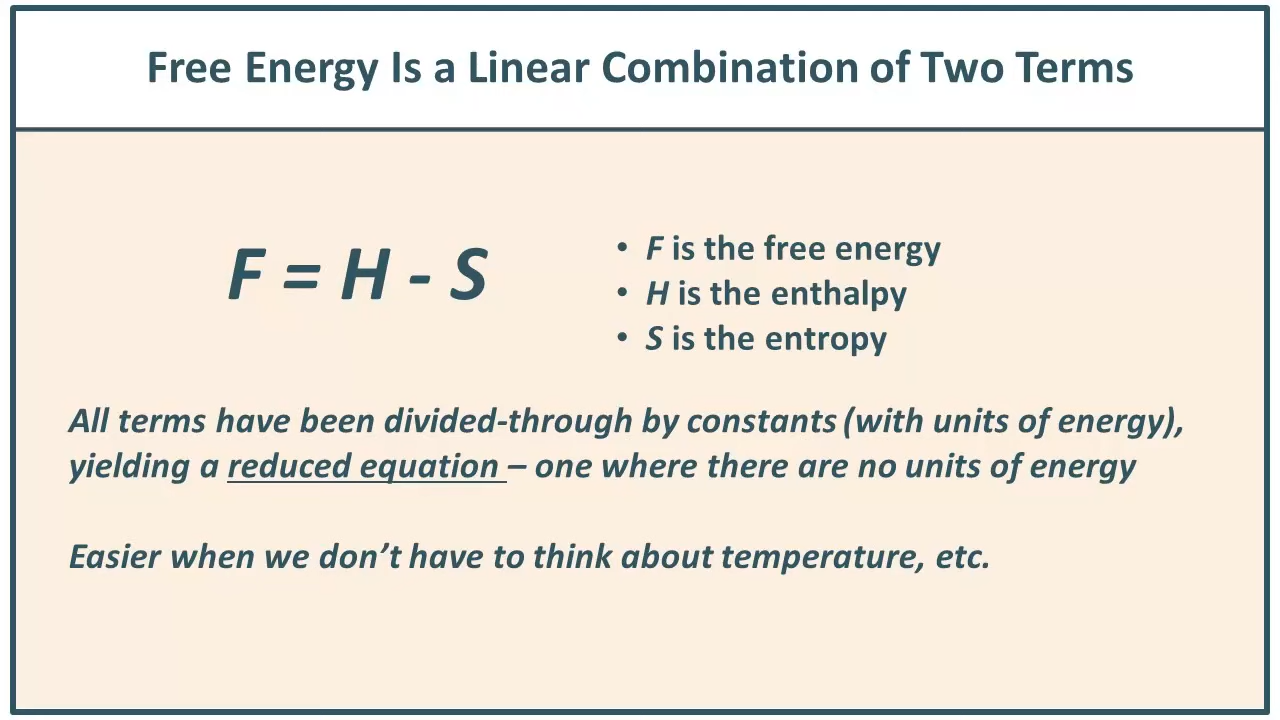 Free Energy Is a Linear Combination of Two Terms
F = H - S
• F is the free energy
• H is the enthalpy
• S is the entropy
All terms have been divided-through by constants (with units of energy),
yielding a reduced equation – one where there are no units of energy
Easier when we don’t have to think about temperature, etc.